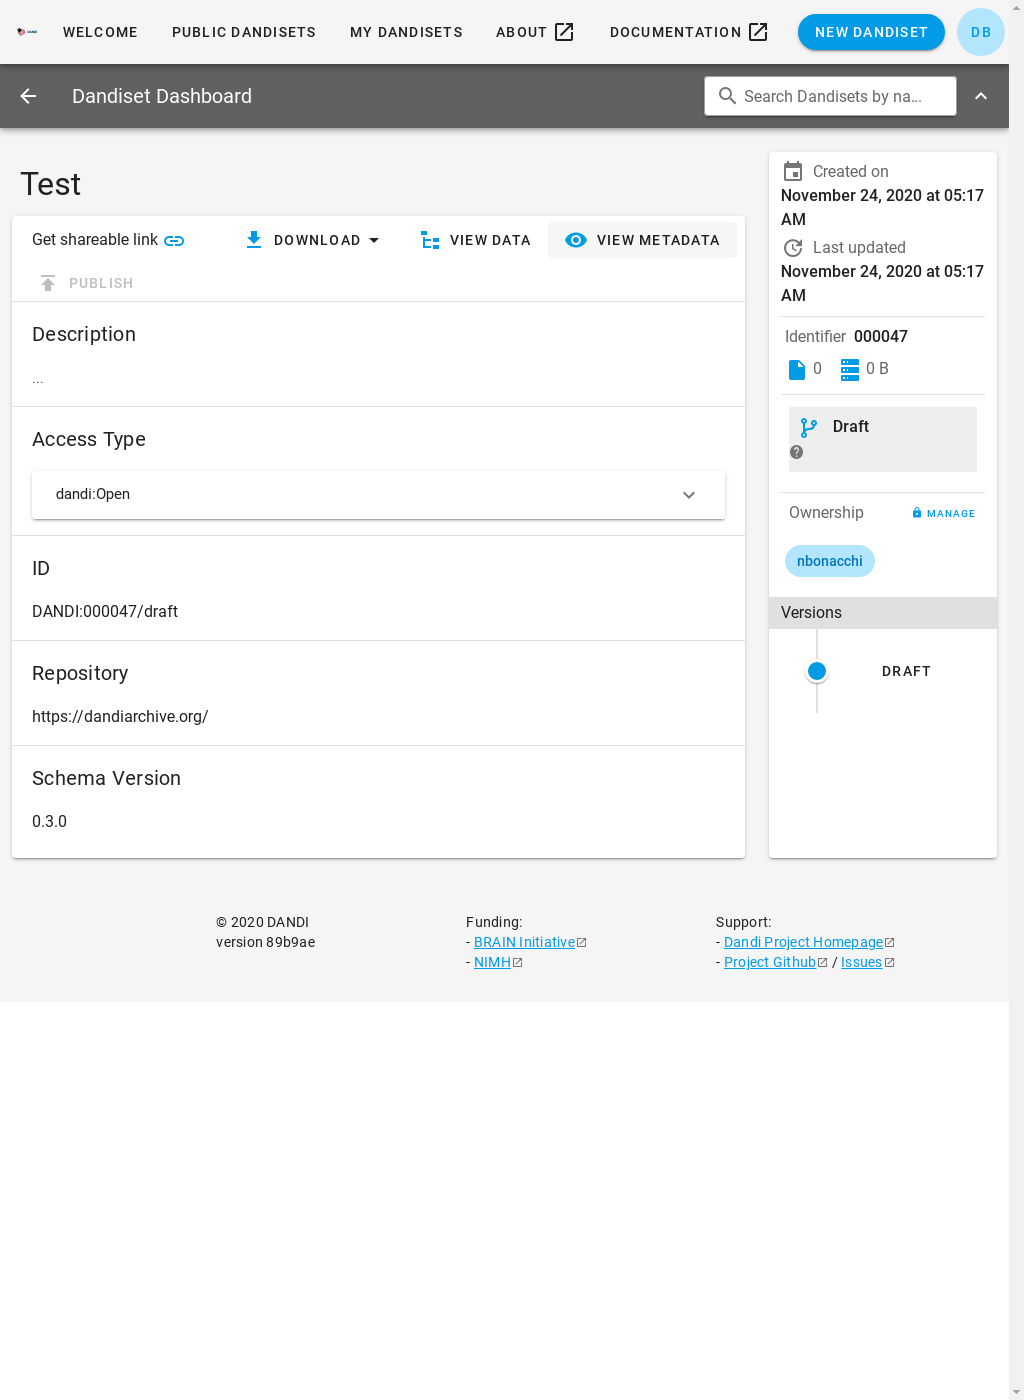 WELCOME
PUBLIC DANDISETS
MY DANDISETS
ABOUT
DOCUMENTATION
NEW DANDISET
DB
Dandiset Dashboard
Search Dandisets by na...
Test
Get shareable link
DOWNLOAD
VIEW DATA
VIEW METADATA
PUBLISH
Description
...
Access Type
dandi:Open
ID
DANDI:000047/draft
Repository
https://dandiarchive.org/
Schema Version
0.3.0
Created on
November 24, 2020 at 05:17
AM
Last updated
November 24, 2020 at 05:17
AM
Identifier 000047
0
0 B
Draft
Ownership
MANAGE
nbonacchi
Versions
DRAFT
© 2020 DANDI
version 89b9ae
Funding:
- BRAIN Initiative
- NIMH
Support:
- Dandi Project Homepage
- Project Github / Issues